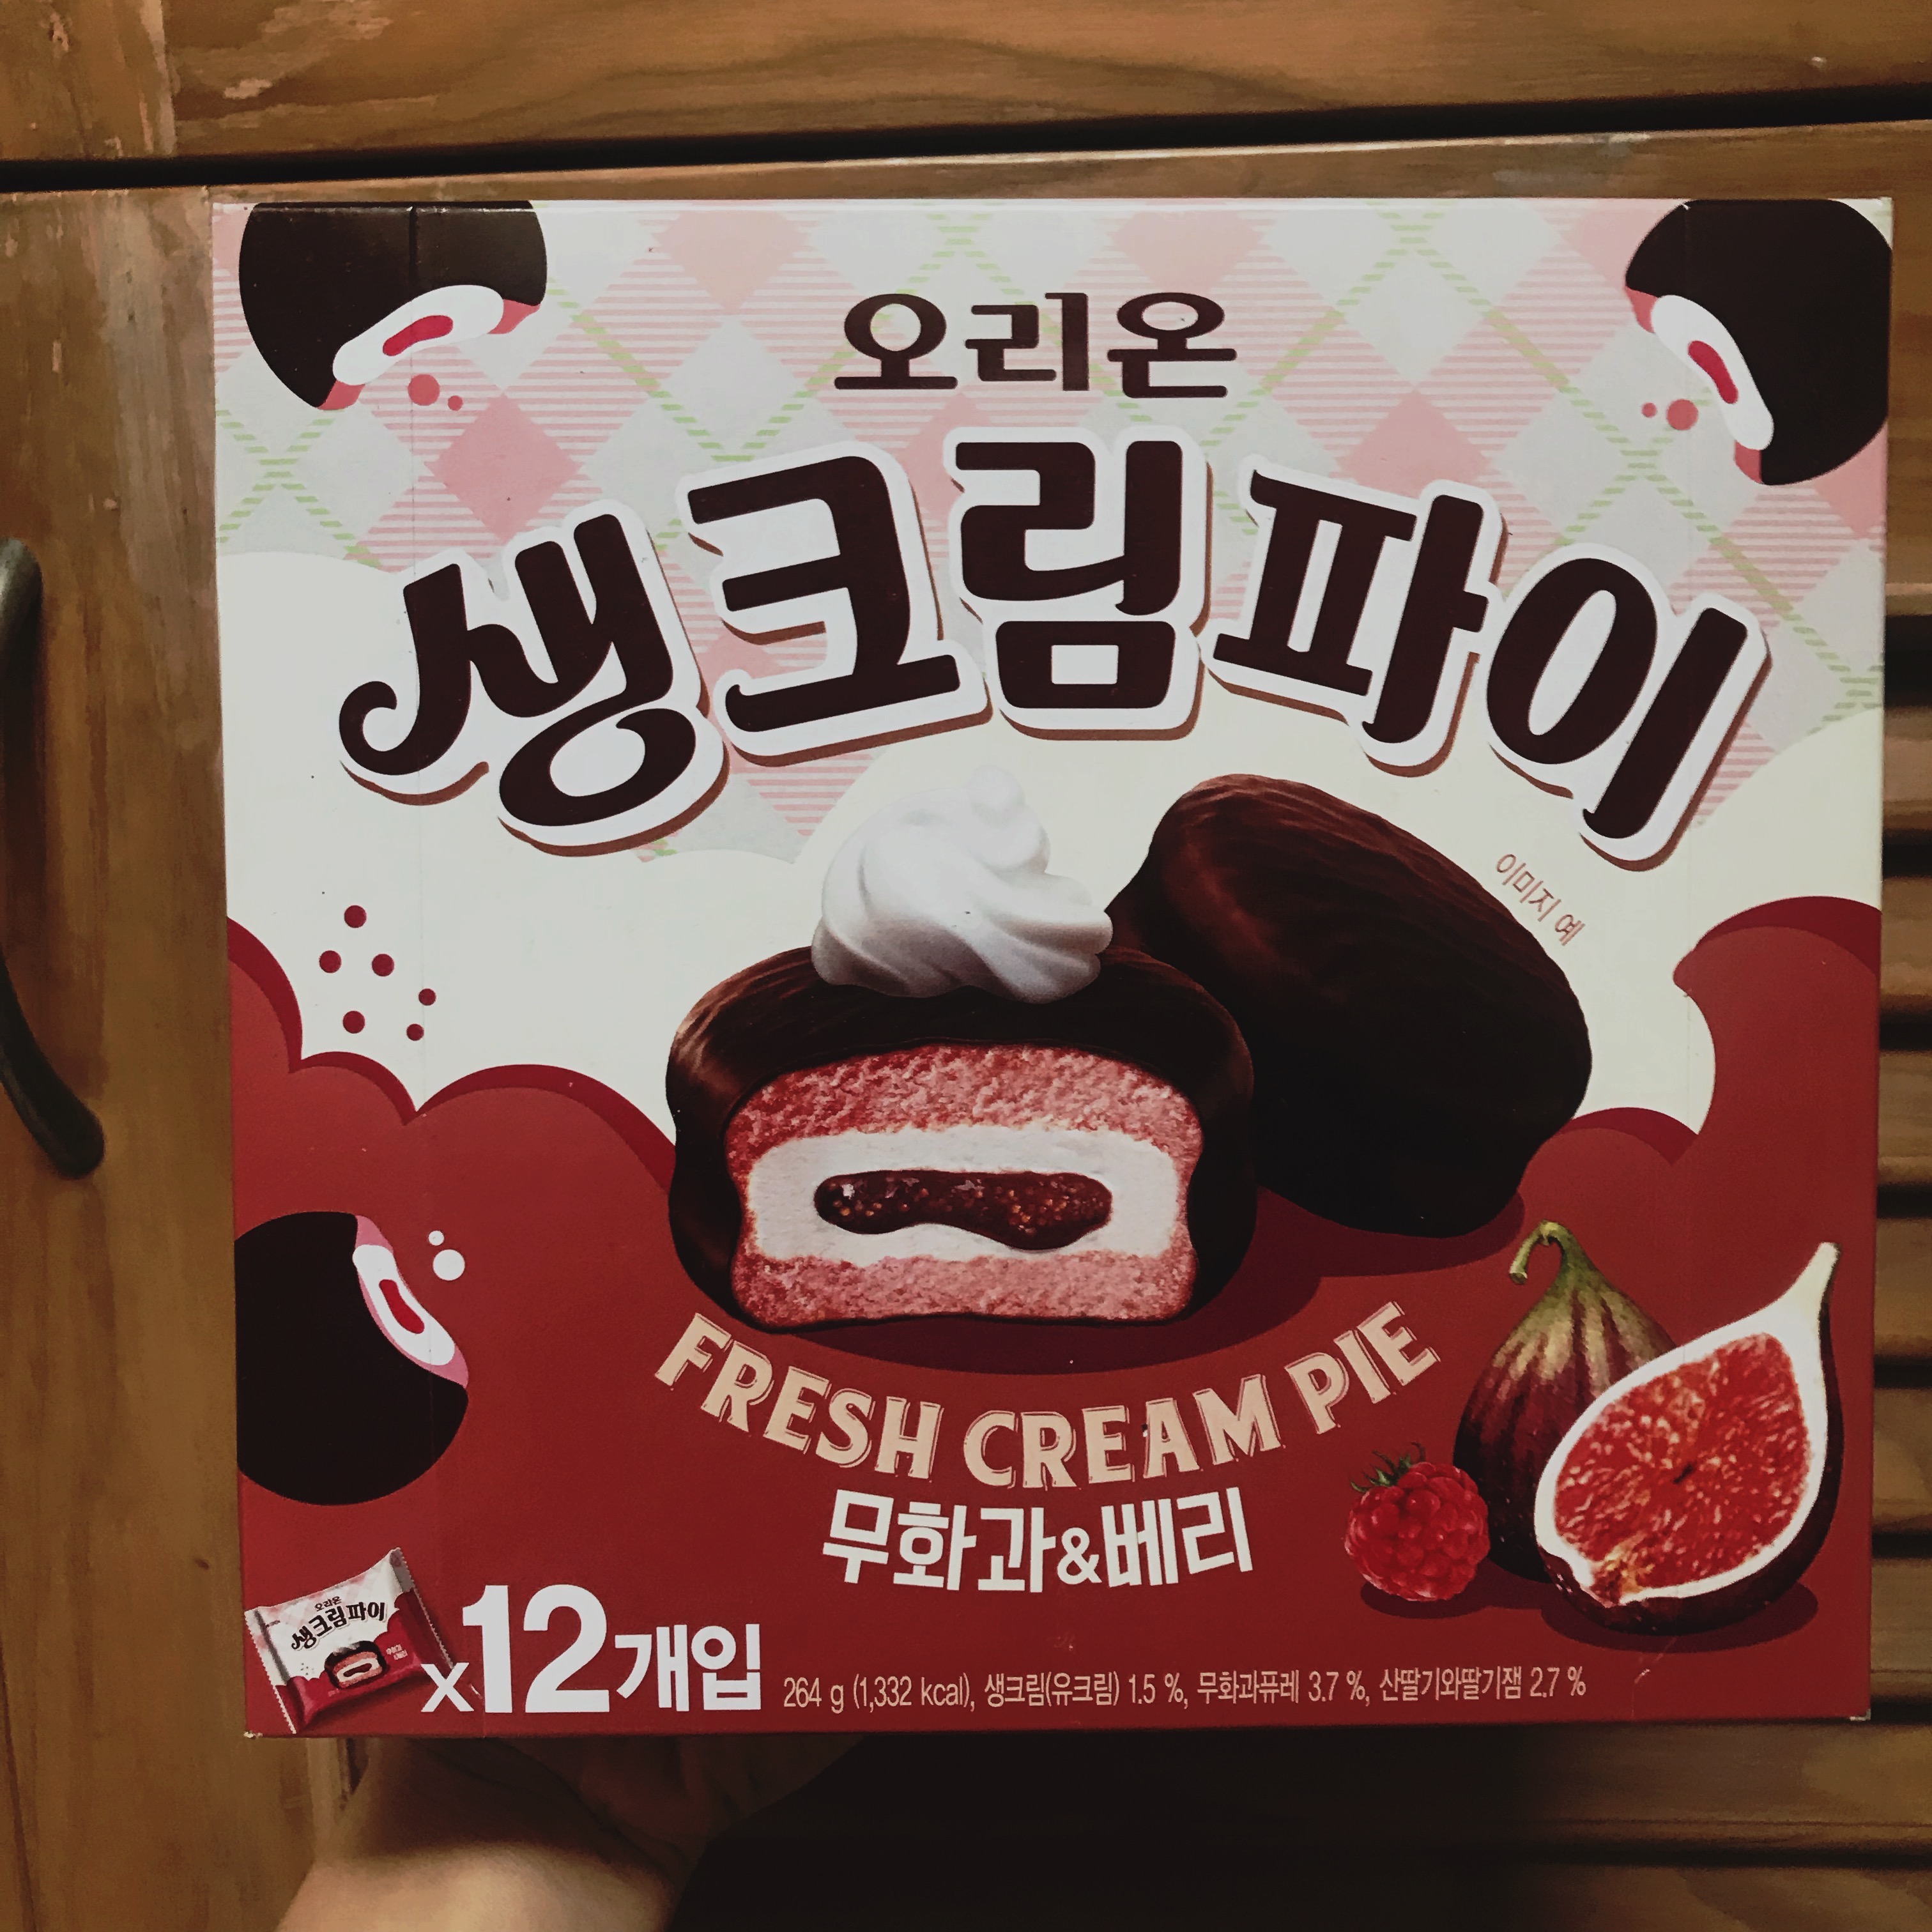 오리온
생크림파이
이미지 예
FRESH CREAM PIE
무화과&베리
오리온
생크림파이
x12개입
264 g (1,332 kcal), 생크림(유크림) 1.5 %, 무화과퓨레 3.7 %, 산딸기와딸기잼 2.7 %